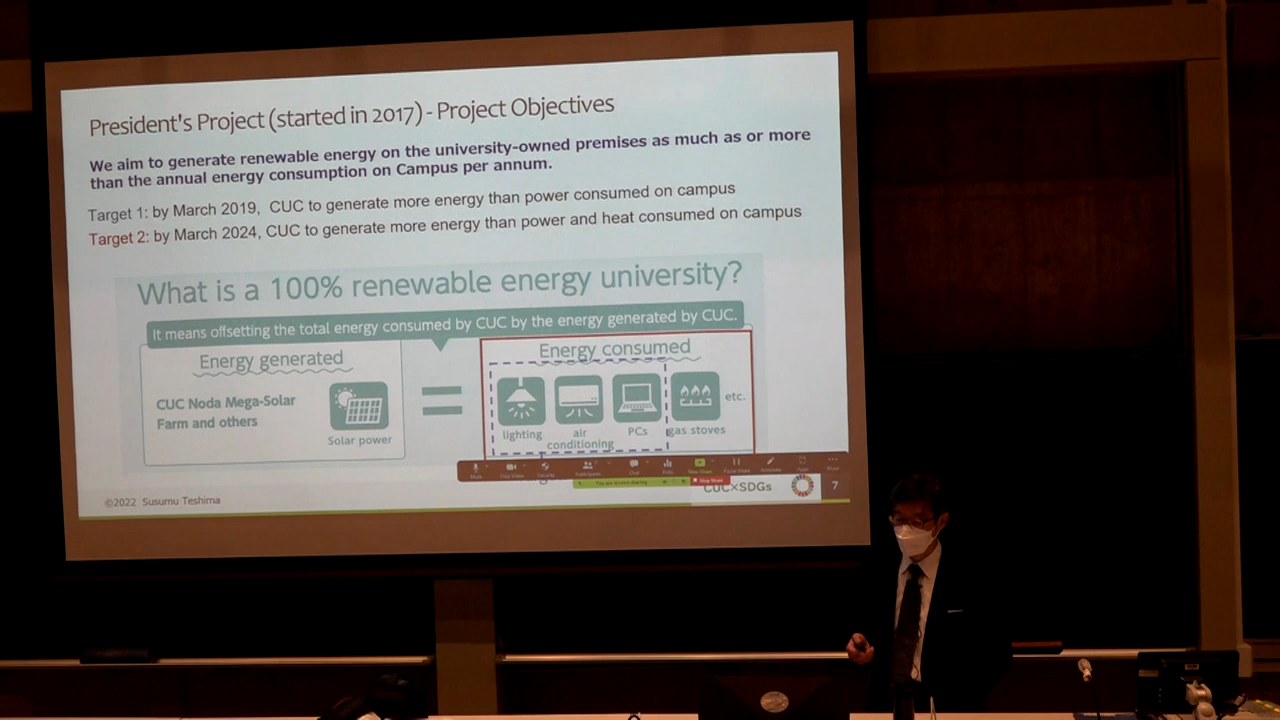 President's Project (started in 2017) - Project Objectives
We aim to generate renewable energy on the university-owned premises as much as or more
than the annual energy consumption on Campus per annum.
Target 1: by March 2019, CUC to generate more energy than power consumed on campus
Target 2: by March 2024, CUC to generate more energy than power and heat consumed on campus
What is a 100% renewable energy university?
It means offsetting the total energy consumed by CUC by the energy generated by CUC.
Energy generated
CUC Noda Mega-Solar
Farm and others
Solar power
=
Energy consumed
lighting
air
conditioning
PCs
gas stoves
etc.
Stop Share
©2022 Susumu Teshima
CUC×SDGs
7